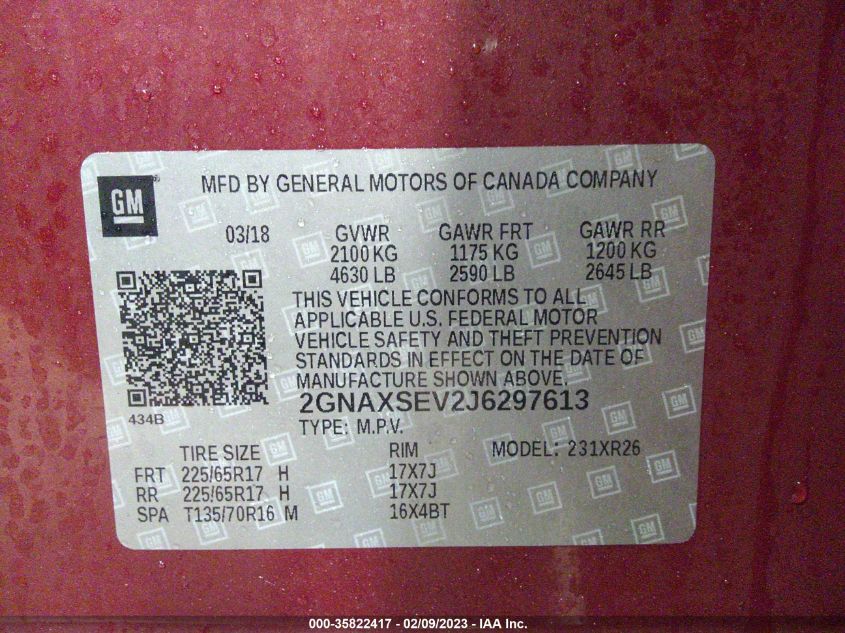 GM
MFD BY GENERAL MOTORS OF CANADA COMPANY
03/18 GVWR GAWR FRT GAWR RR
2100 KG 1175 KG 1200 KG
4630 LB 2590 LB 2645 LB
THIS VEHICLE CONFORMS TO ALL
APPLICABLE U.S. FEDERAL MOTOR
VEHICLE SAFETY AND THEFT PREVENTION
STANDARDS IN EFFECT ON THE DATE OF
MANUFACTURE SHOWN ABOVE.
434B 2GNAXSEV2J6297613
TYPE: M.P.V.
TIRE SIZE RIM MODEL: 231XR26
FRT 225/65R17 H 17X7J
RR 225/65R17 H 17X7J
SPA T135/70R16 M 16X4BT
000-35822417 - 02/09/2023 - IAA Inc.